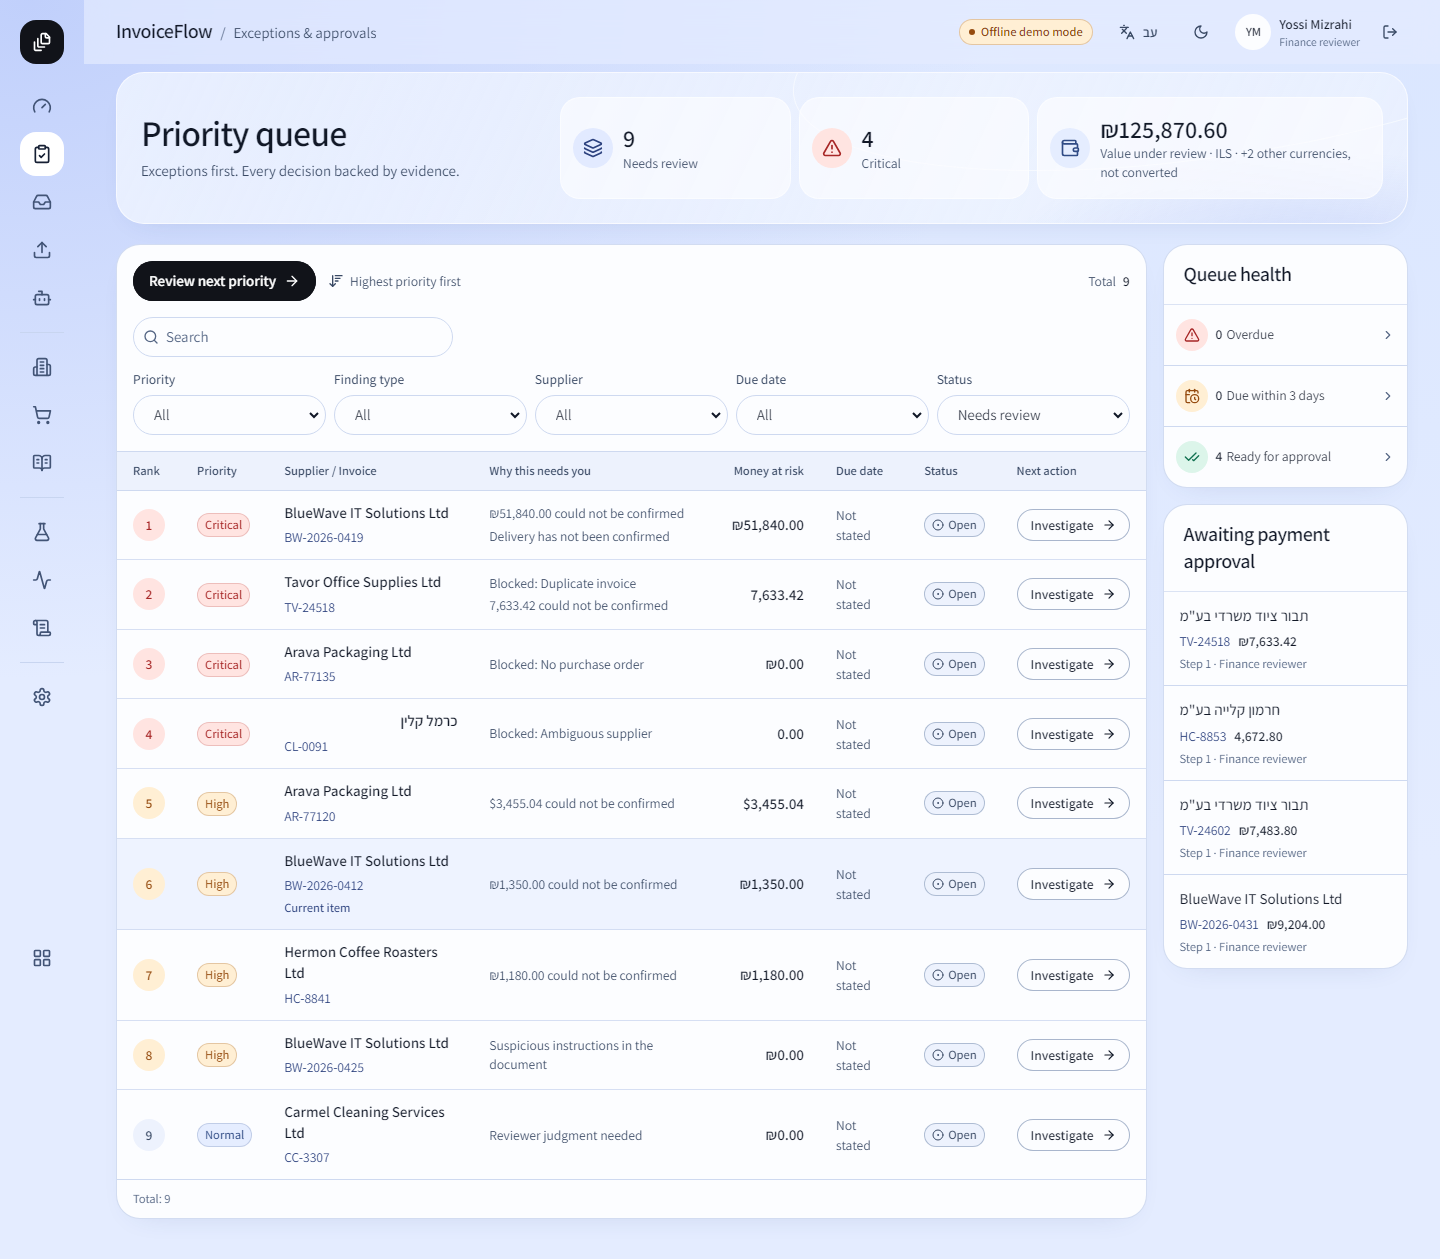 InvoiceFlow / Exceptions & approvals
Offline demo mode
עב
YM
Yossi Mizrahi
Finance reviewer
Priority queue
Exceptions first. Every decision backed by evidence.
9
Needs review
4
Critical
₪125,870.60
Value under review · ILS · +2 other currencies,
not converted
Review next priority
Highest priority first
Total 9
Search
Priority
Finding type
Supplier
Due date
Status
All
All
All
All
Needs review
Rank Priority Supplier / Invoice Why this needs you Money at risk Due date Status Next action
1 Critical BlueWave IT Solutions Ltd
BW-2026-0419
₪51,840.00 could not be confirmed
Delivery has not been confirmed
₪51,840.00
Not
stated
Open
Investigate
2 Critical Tavor Office Supplies Ltd
TV-24518
Blocked: Duplicate invoice
7,633.42 could not be confirmed
7,633.42
Not
stated
Open
Investigate
3 Critical Arava Packaging Ltd
AR-77135
Blocked: No purchase order
₪0.00
Not
stated
Open
Investigate
4 Critical כרמל קלין
CL-0091
Blocked: Ambiguous supplier
0.00
Not
stated
Open
Investigate
5 High Arava Packaging Ltd
AR-77120
$3,455.04 could not be confirmed
$3,455.04
Not
stated
Open
Investigate
6 High BlueWave IT Solutions Ltd
BW-2026-0412
Current item
₪1,350.00 could not be confirmed
₪1,350.00
Not
stated
Open
Investigate
7 High Hermon Coffee Roasters
Ltd
HC-8841
₪1,180.00 could not be confirmed
₪1,180.00
Not
stated
Open
Investigate
8 High BlueWave IT Solutions Ltd
BW-2026-0425
Suspicious instructions in the
document
₪0.00
Not
stated
Open
Investigate
9 Normal Carmel Cleaning Services
Ltd
CC-3307
Reviewer judgment needed
₪0.00
Not
stated
Open
Investigate
Total: 9
Queue health
0 Overdue
0 Due within 3 days
4 Ready for approval
Awaiting payment
approval
תבור ציוד משרדי בע"מ
TV-24518 ₪7,633.42
Step 1 · Finance reviewer
חרמון קלייה בע"מ
HC-8853 4,672.80
Step 1 · Finance reviewer
תבור ציוד משרדי בע"מ
TV-24602 ₪7,483.80
Step 1 · Finance reviewer
BlueWave IT Solutions Ltd
BW-2026-0431 ₪9,204.00
Step 1 · Finance reviewer